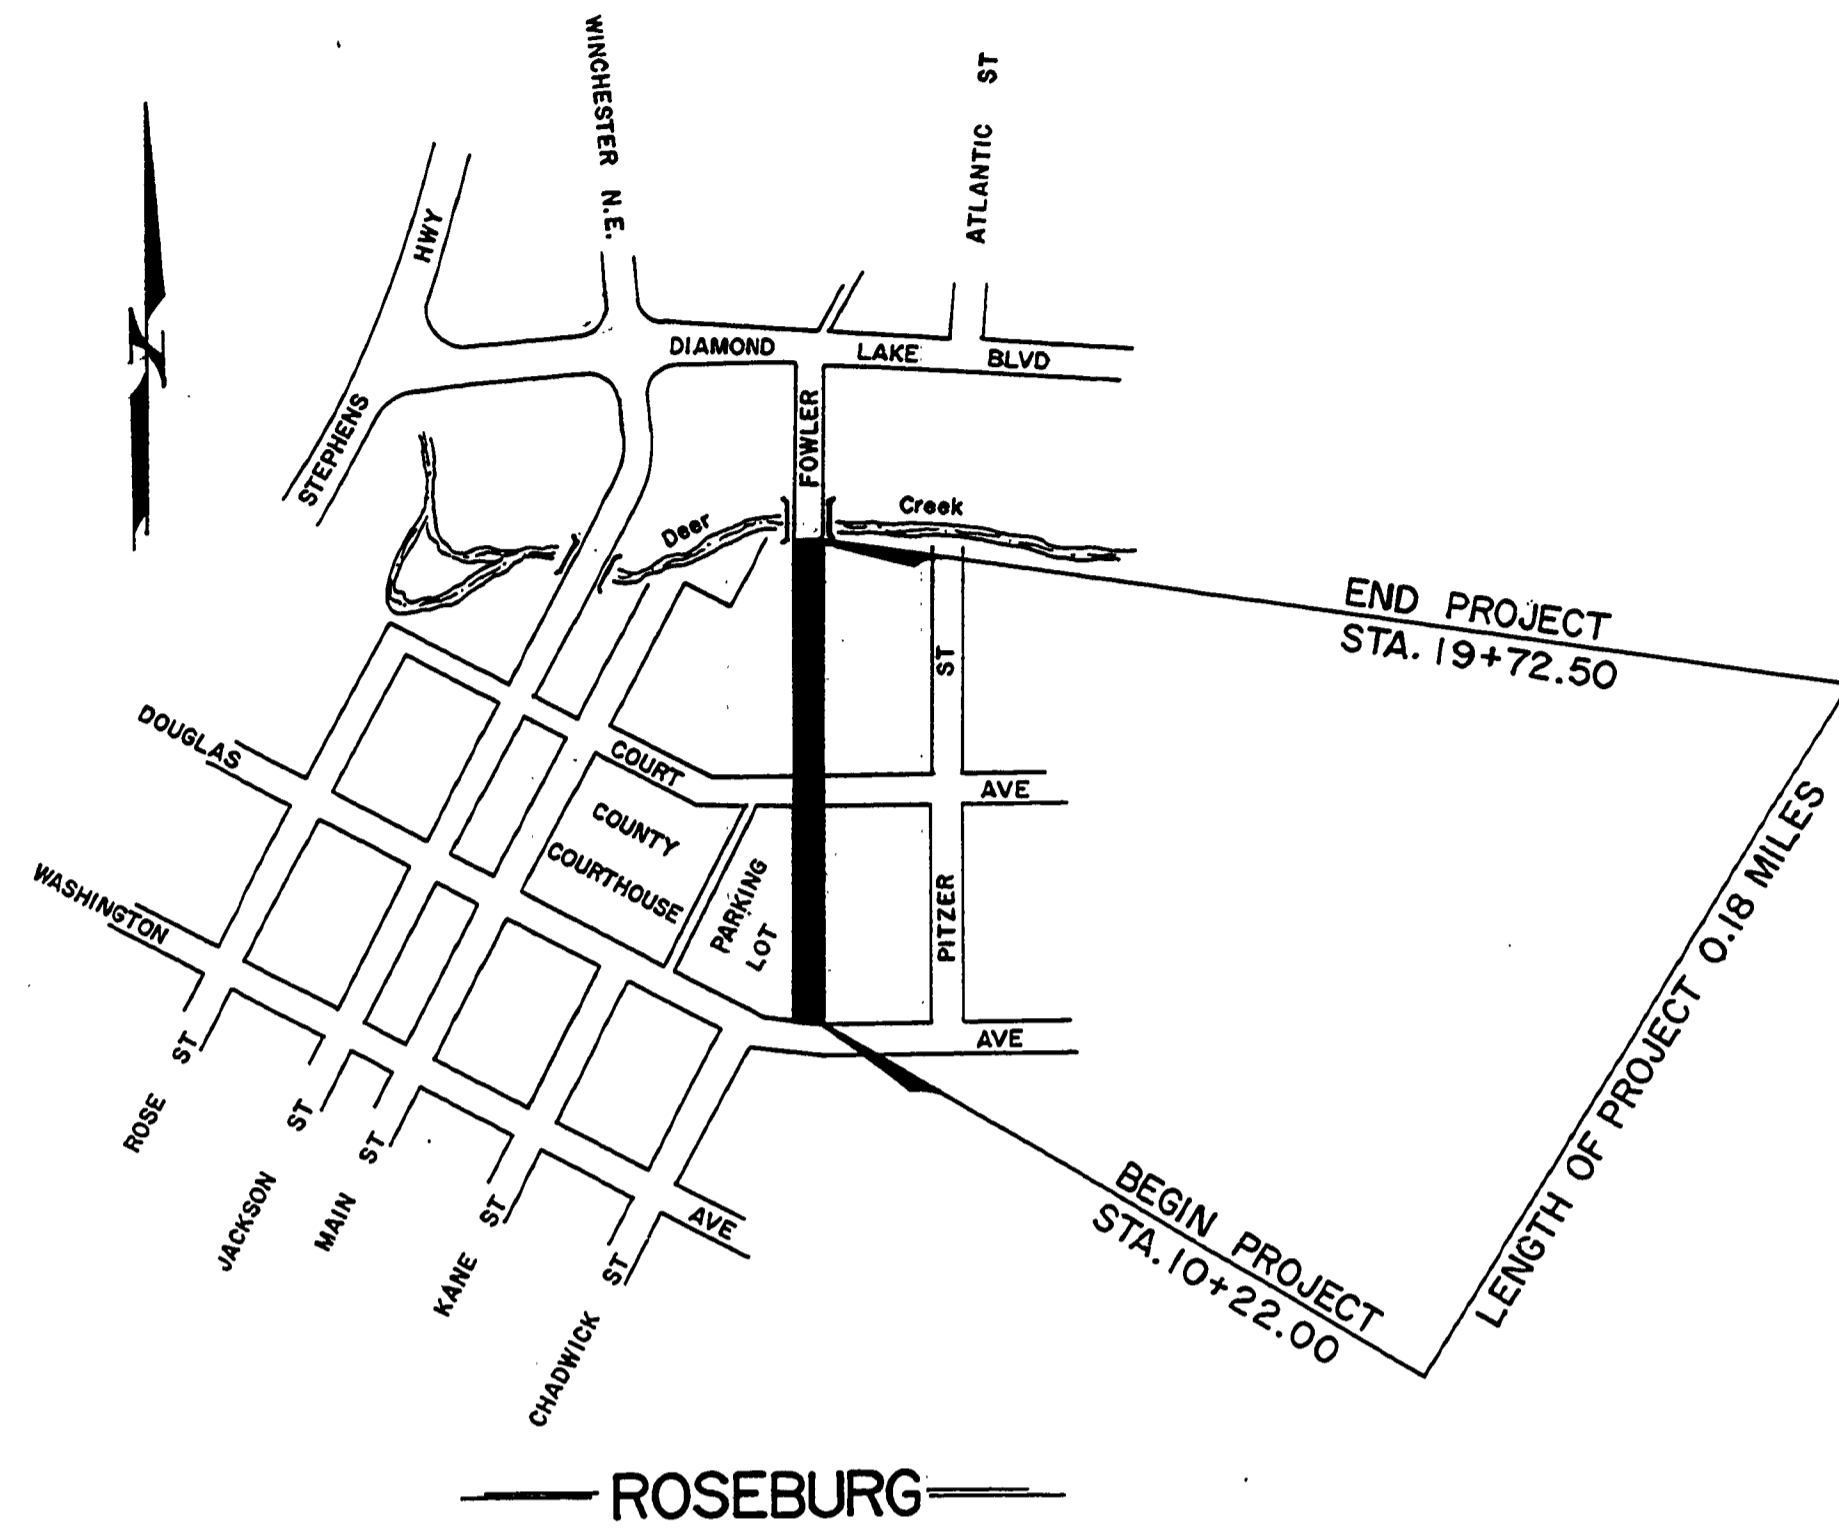 WINCHESTER N.E.
ATLANTIC ST
HWY
STEPHENS
DIAMOND LAKE BLVD
FOWLER
N
Deer Creek
END PROJECT
STA. 19+72.50
ST
PITZER
DOUGLAS
COURT
AVE
COUNTY
COURTHOUSE
PARKING
LOT
WASHINGTON
AVE
LENGTH OF PROJECT 0.18 MILES
BEGIN PROJECT
STA. 10+22.00
ROSE ST
JACKSON ST
MAIN ST
KANE ST
CHADWICK ST
AVE
ROSEBURG